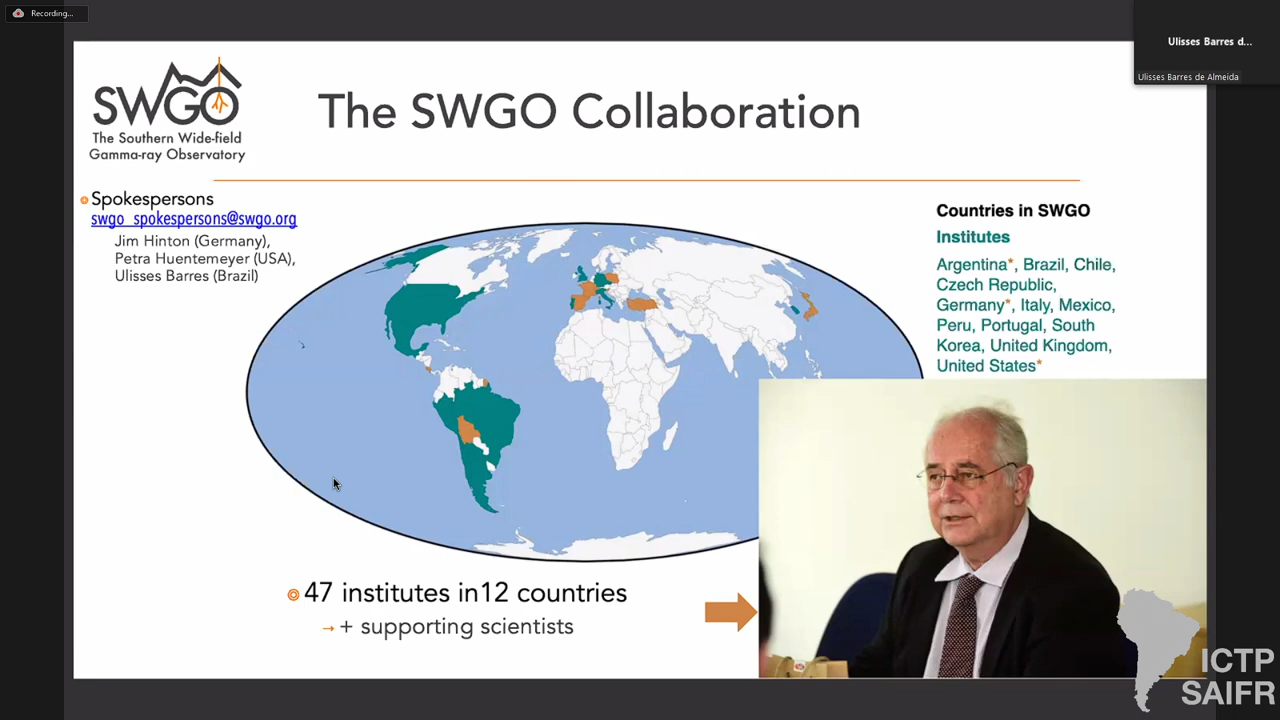 Recording...
Ulisses Barres d...
Ulisses Barres de Almeida
SWGO
The Southern Wide-field
Gamma-ray Observatory
The SWGO Collaboration
Spokespersons
swgo_spokespersons@swgo.org
Jim Hinton (Germany),
Petra Huentemeyer (USA),
Ulisses Barres (Brazil)
Countries in SWGO
Institutes
Argentina*, Brazil, Chile,
Czech Republic,
Germany*, Italy, Mexico,
Peru, Portugal, South
Korea, United Kingdom,
United States*
47 institutes in12 countries
→ + supporting scientists
ICTP
SAIFR